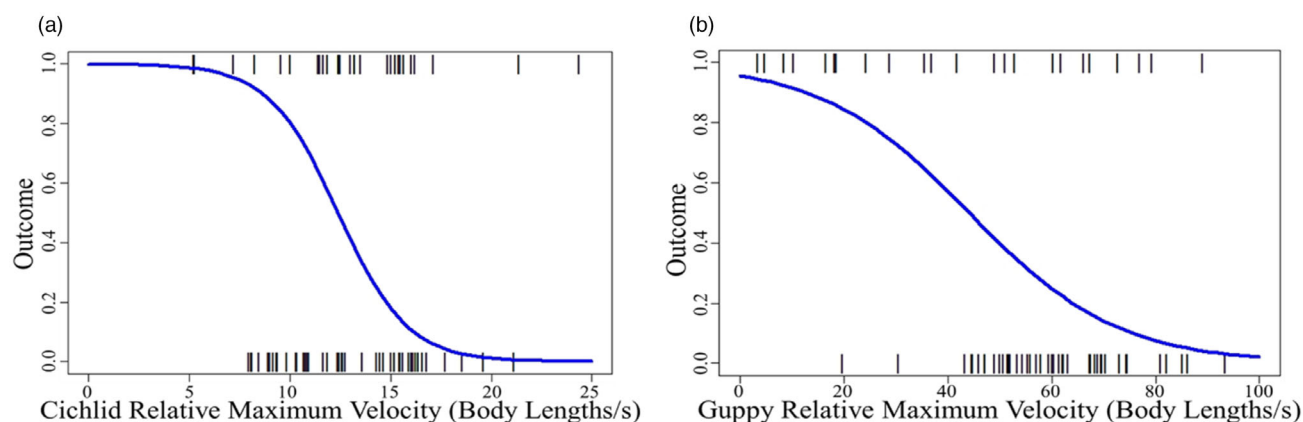 (a)
Outcome
1.0
0.8
0.6
0.4
0.2
0.0
0 5 10 15 20 25
Cichlid Relative Maximum Velocity (Body Lengths/s)
(b)
Outcome
1.0
0.8
0.6
0.4
0.2
0.0
0 20 40 60 80 100
Guppy Relative Maximum Velocity (Body Lengths/s)